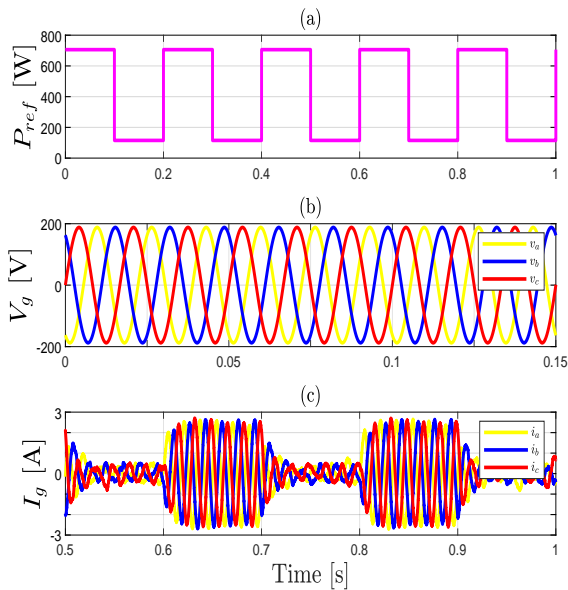 (a)
P_ref [W]
800
600
400
200
0
0
0.2
0.4
0.6
0.8
1
(b)
V_g [V]
200
0
-200
v_a
v_b
v_c
0
0.05
0.1
0.15
(c)
I_g [A]
3
0
-3
i_a
i_b
i_c
0.5
0.6
0.7
0.8
0.9
1
Time [s]